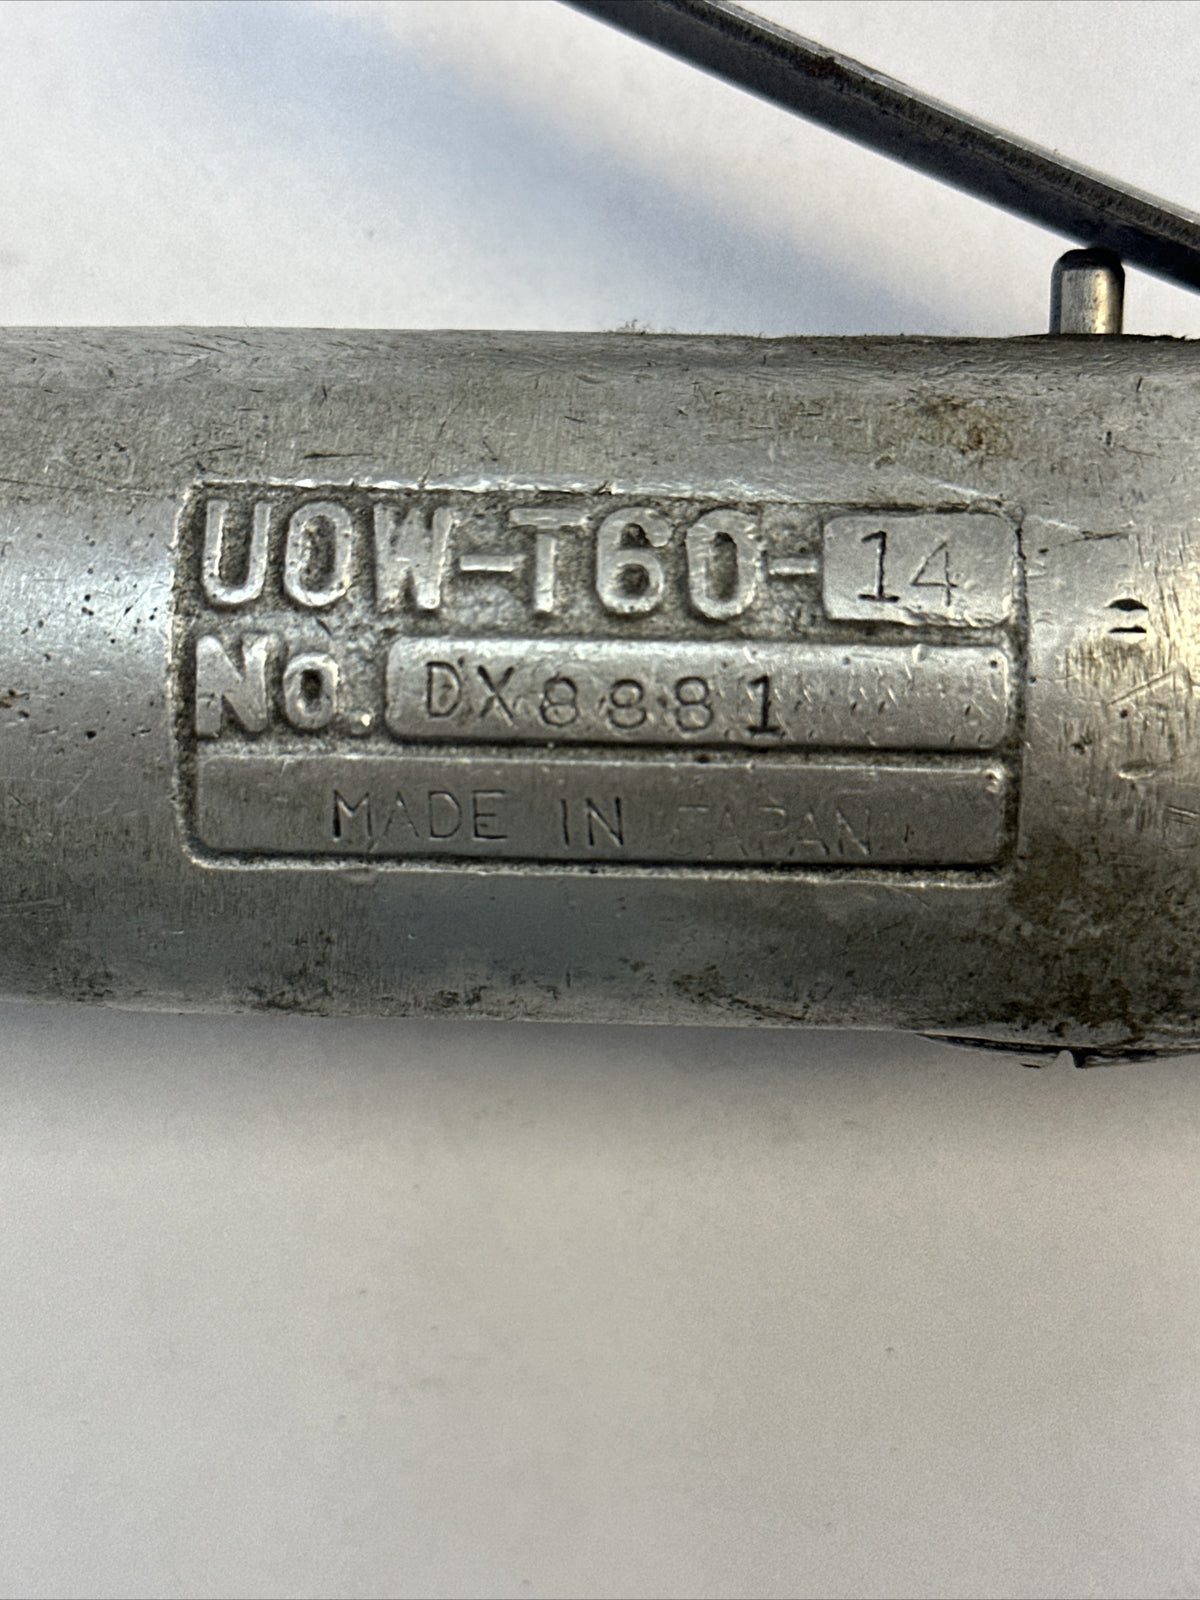 UOW-T60-14
No. DX8881
MADE IN JAPAN